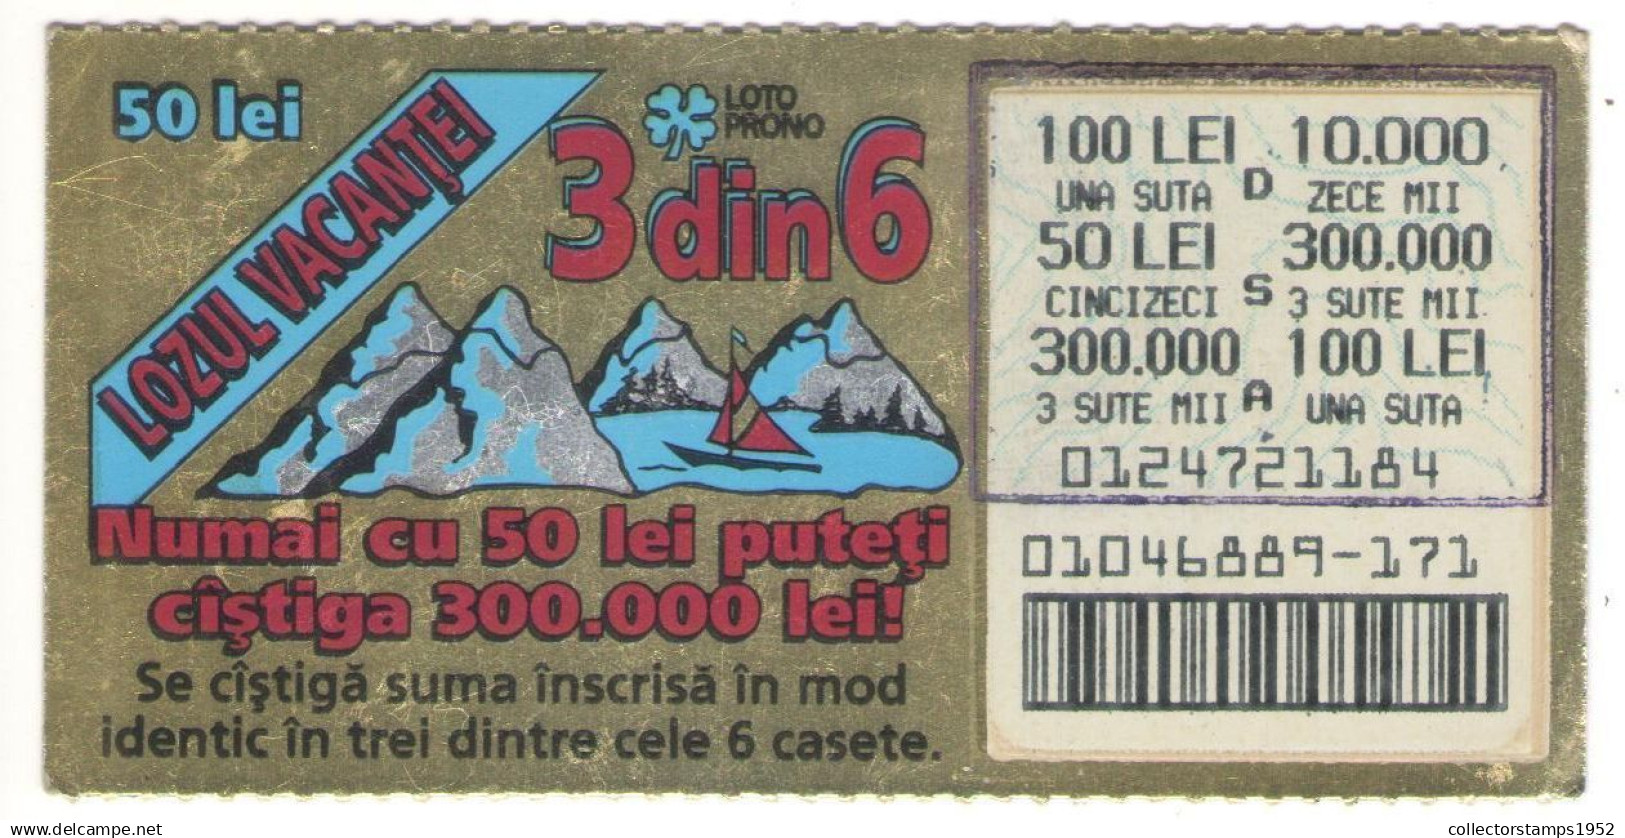 50 lei
LOZUL VACANȚEI
LOTO
PRONO
3 din 6
Numai cu 50 lei puteţi
cîştiga 300.000 lei!
Se cîştigă suma înscrisă în mod
identic în trei dintre cele 6 casete.
100 LEI D 10.000
UNA SUTA ZECE MII
50 LEI 300.000
CINCIZECI S 3 SUTE MII
300.000 100 LEI
3 SUTE MII A UNA SUTA
0124721184
01046889-171
collectorstamps1952